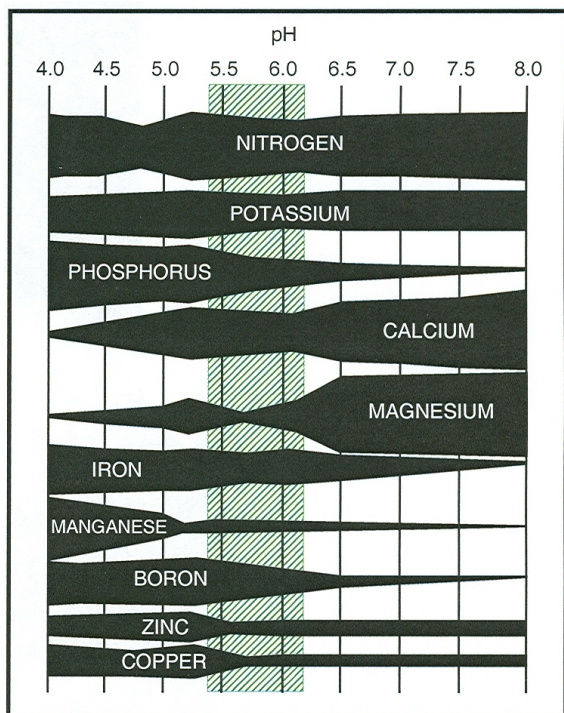 pH
4.0 4.5 5.0 5.5 6.0 6.5 7.0 7.5 8.0
NITROGEN
POTASSIUM
PHOSPHORUS
CALCIUM
MAGNESIUM
IRON
MANGANESE
BORON
ZINC
COPPER